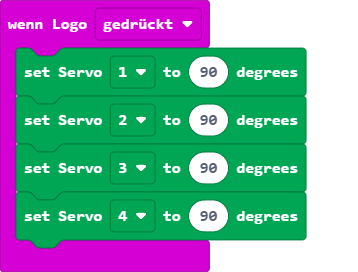 wenn Logo gedrückt
set Servo 1 to 90 degrees
set Servo 2 to 90 degrees
set Servo 3 to 90 degrees
set Servo 4 to 90 degrees